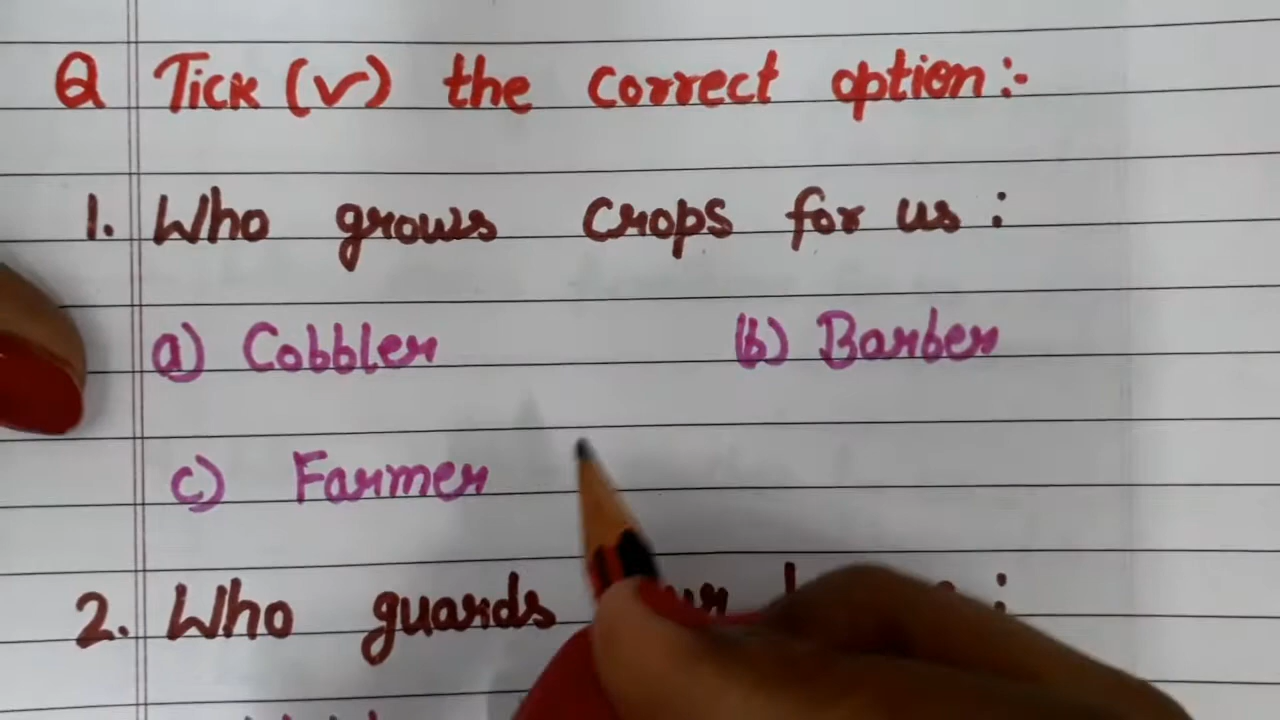 Q Tick (√) the correct option:-
1. Who grows crops for us :
a) Cobbler (b) Barber
c) Farmer
2. Who guards :